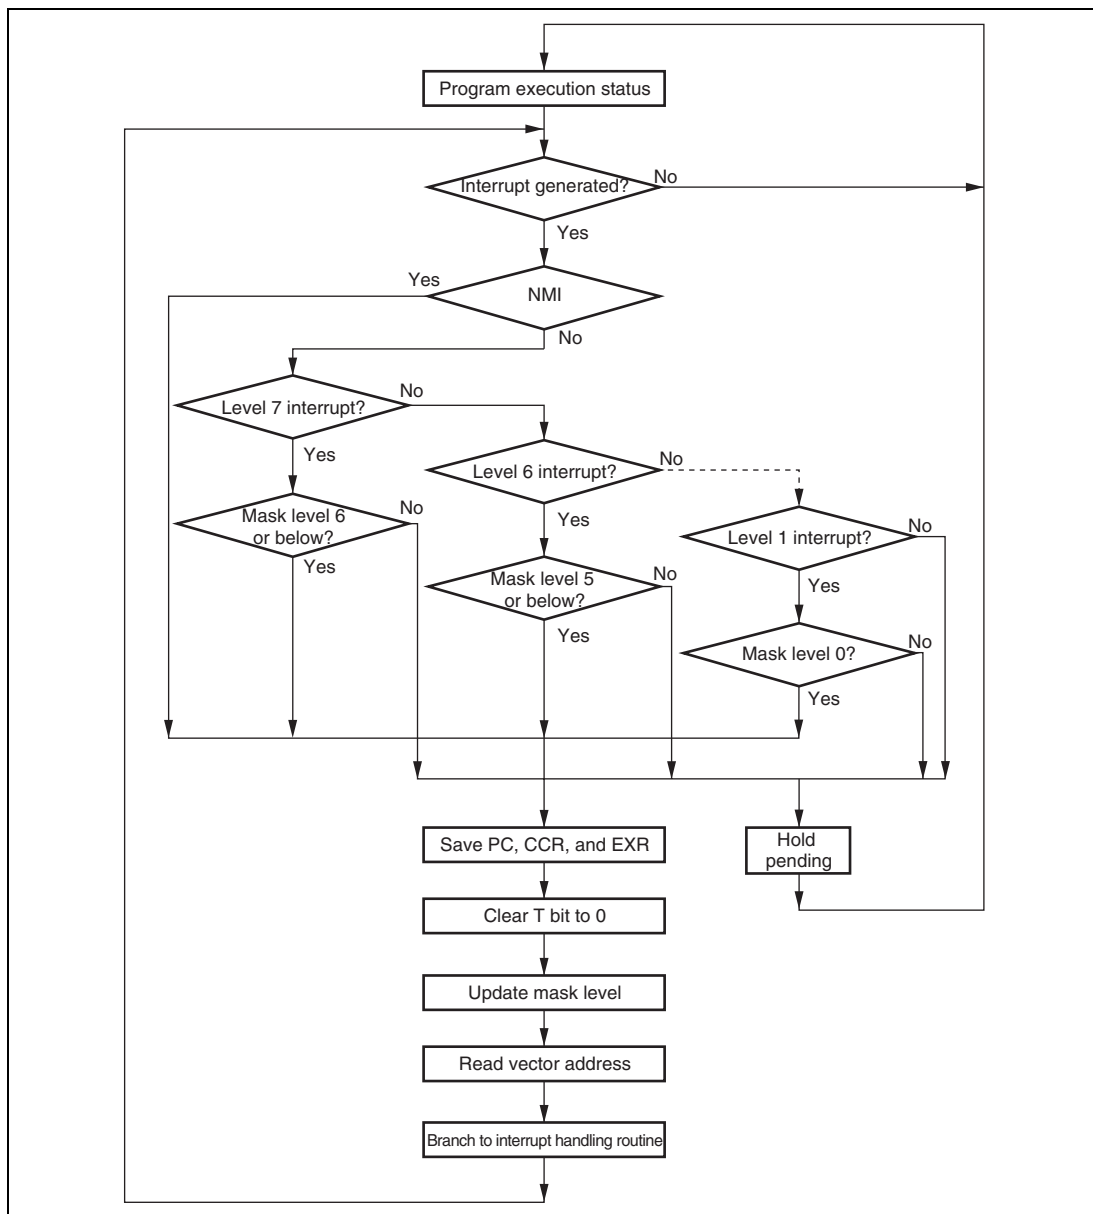 Program execution status
Interrupt generated?
No
Yes
NMI
Yes
No
Level 7 interrupt?
No
Yes
Level 6 interrupt?
No
Mask level 6
or below?
No
Yes
Yes
Level 1 interrupt?
No
Mask level 5
or below?
No
Yes
Yes
Mask level 0?
No
Yes
Save PC, CCR, and EXR
Hold
pending
Clear T bit to 0
Update mask level
Read vector address
Branch to interrupt handling routine